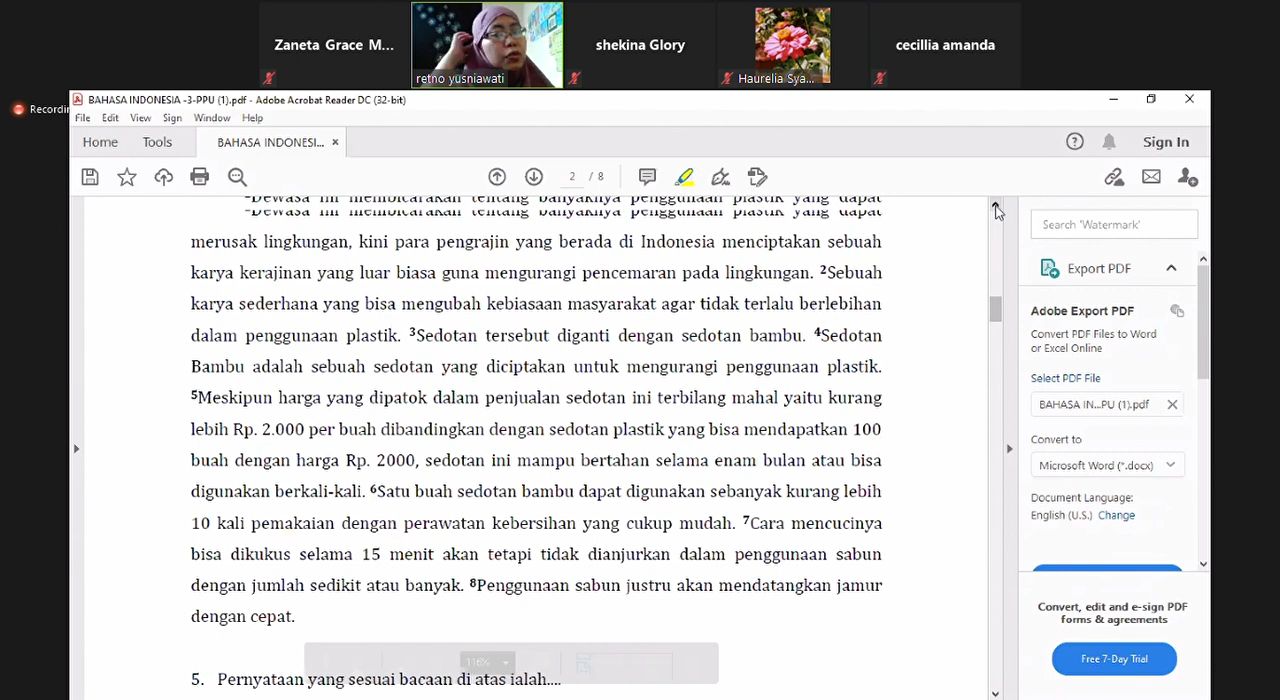 Zaneta Grace M...
retno yusniawati
shekina Glory
Haurelia Sya...
cecillia amanda
Recordin
BAHASA INDONESIA -3-PPU (1).pdf - Adobe Acrobat Reader DC (32-bit)
File Edit View Sign Window Help
Home Tools BAHASA INDONESI... ×
Sign In
2 / 8
-Dewasa ini membicarakan tentang banyaknya penggunaan plastik yang dapat
merusak lingkungan, kini para pengrajin yang berada di Indonesia menciptakan sebuah
karya kerajinan yang luar biasa guna mengurangi pencemaran pada lingkungan. ²Sebuah
karya sederhana yang bisa mengubah kebiasaan masyarakat agar tidak terlalu berlebihan
dalam penggunaan plastik. ³Sedotan tersebut diganti dengan sedotan bambu. ⁴Sedotan
Bambu adalah sebuah sedotan yang diciptakan untuk mengurangi penggunaan plastik.
⁵Meskipun harga yang dipatok dalam penjualan sedotan ini terbilang mahal yaitu kurang
lebih Rp. 2.000 per buah dibandingkan dengan sedotan plastik yang bisa mendapatkan 100
buah dengan harga Rp. 2000, sedotan ini mampu bertahan selama enam bulan atau bisa
digunakan berkali-kali. ⁶Satu buah sedotan bambu dapat digunakan sebanyak kurang lebih
10 kali pemakaian dengan perawatan kebersihan yang cukup mudah. ⁷Cara mencucinya
bisa dikukus selama 15 menit akan tetapi tidak dianjurkan dalam penggunaan sabun
dengan jumlah sedikit atau banyak. ⁸Penggunaan sabun justru akan mendatangkan jamur
dengan cepat.
116%
5. Pernyataan yang sesuai bacaan di atas ialah....
Search 'Watermark'
Export PDF
Adobe Export PDF
Convert PDF Files to Word
or Excel Online
Select PDF File
BAHASA IN...PU (1).pdf
Convert to
Microsoft Word (*.docx)
Document Language:
English (U.S.) Change
Convert, edit and e-sign PDF
forms & agreements
Free 7-Day Trial